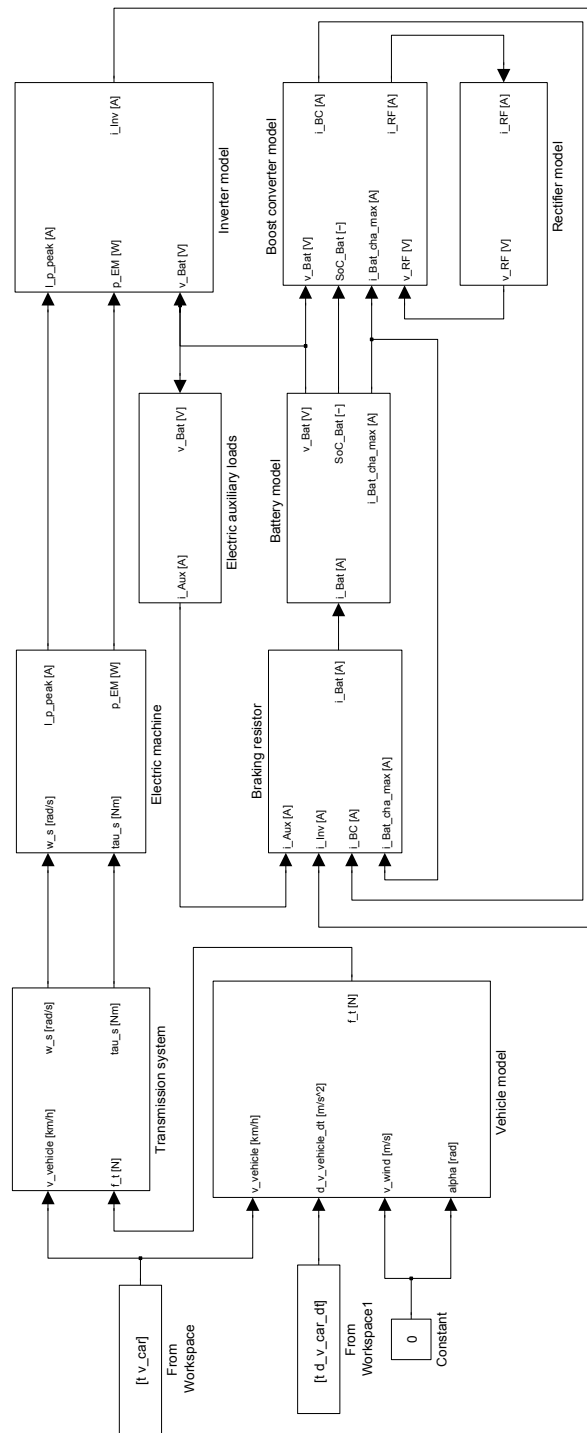 [t v_car]
From
Workspace
[t d_v_car_dt]
From
Workspace1
0
Constant
v_vehicle [km/h]
f_t [N]
w_s [rad/s]
tau_s [Nm]
Transmission system
v_vehicle [km/h]
d_v_vehicle_dt [m/s^2]
v_wind [m/s]
alpha [rad]
f_t [N]
Vehicle model
w_s [rad/s]
tau_s [Nm]
I_p_peak [A]
p_EM [W]
Electric machine
i_Aux [A]
i_Inv [A]
i_BC [A]
i_Bat_cha_max [A]
i_Bat [A]
Braking resistor
i_Aux [A]
v_Bat [V]
Electric auxiliary loads
i_Bat [A]
v_Bat [V]
SoC_Bat [−]
i_Bat_cha_max [A]
Battery model
I_p_peak [A]
p_EM [W]
v_Bat [V]
i_Inv [A]
Inverter model
v_Bat [V]
SoC_Bat [−]
i_Bat_cha_max [A]
v_RF [V]
i_BC [A]
i_RF [A]
Boost converter model
v_RF [V]
i_RF [A]
Rectifier model